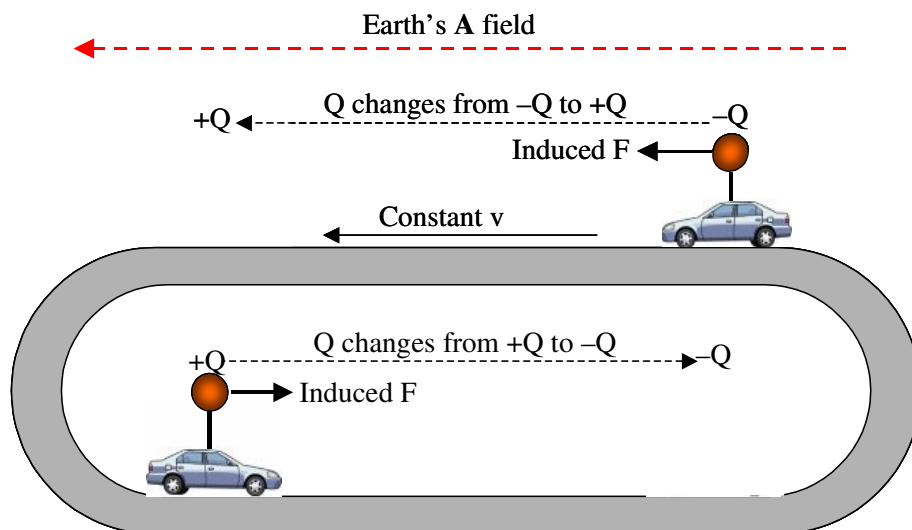 Earth's A field
Q changes from –Q to +Q
+Q
–Q
Induced F
Constant v
Q changes from +Q to –Q
+Q
–Q
Induced F